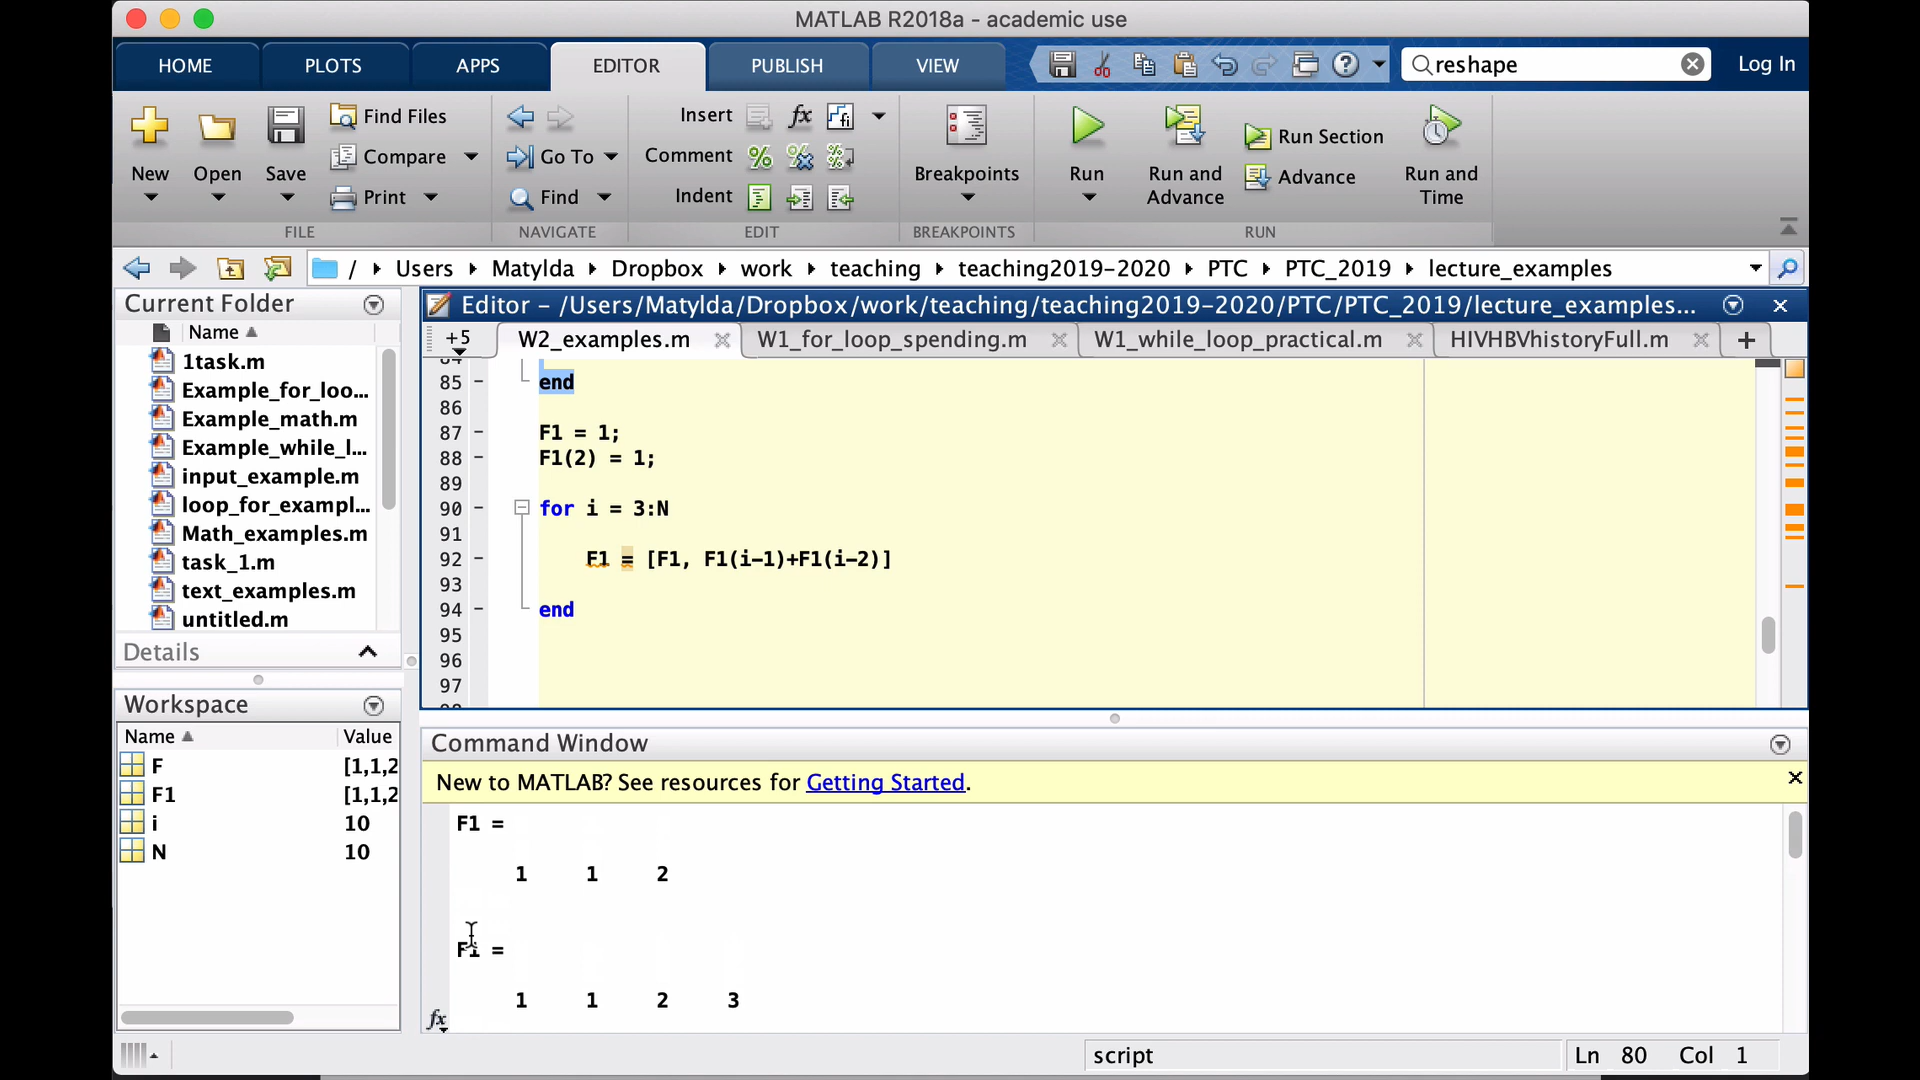 MATLAB R2018a - academic use
HOME PLOTS APPS EDITOR PUBLISH VIEW reshape Log In
New Open Save Find Files Compare Print
FILE
Go To Find
NAVIGATE
Insert fx fi
Comment
Indent
EDIT
Breakpoints
BREAKPOINTS
Run Run and Advance Run Section Advance Run and Time
RUN
/ Users Matylda Dropbox work teaching teaching2019-2020 PTC PTC_2019 lecture_examples
Current Folder
Name
1task.m
Example_for_loo...
Example_math.m
Example_while_l...
input_example.m
loop_for_exampl...
Math_examples.m
task_1.m
text_examples.m
untitled.m
Details
Workspace
Name Value
F [1,1,2
F1 [1,1,2
i 10
N 10
Editor – /Users/Matylda/Dropbox/work/teaching/teaching2019-2020/PTC/PTC_2019/lecture_examples...
+5 W2_examples.m W1_for_loop_spending.m W1_while_loop_practical.m HIVHBVhistoryFull.m +
85 – end
86
87 – F1 = 1;
88 – F1(2) = 1;
89
90 – for i = 3:N
91
92 – F1 = [F1, F1(i-1)+F1(i-2)]
93
94 – end
95
96
97
Command Window
New to MATLAB? See resources for Getting Started.
F1 =
1 1 2
F1 =
1 1 2 3
fx
script Ln 80 Col 1